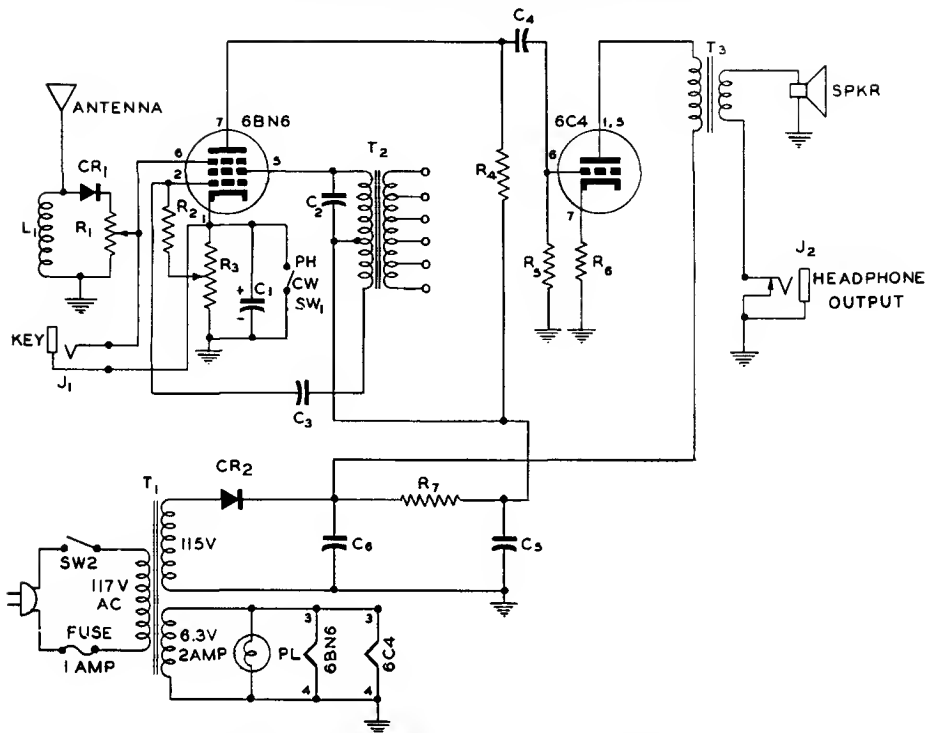 C4
T3
ANTENNA
7
6BN6
6C4
1, 5
SPKR
6
5
T2
2
6
CR1
R2
C2
R4
L1
R1
1
7
R3
C1
PH
CW
SW1
R5
R6
J2
HEADPHONE
OUTPUT
+
-
KEY
J1
C3
CR2
T1
R7
115V
C6
C5
SW2
117V
AC
FUSE
1 AMP
6.3V
2AMP
PL
3
6BN6
4
3
6C4
4